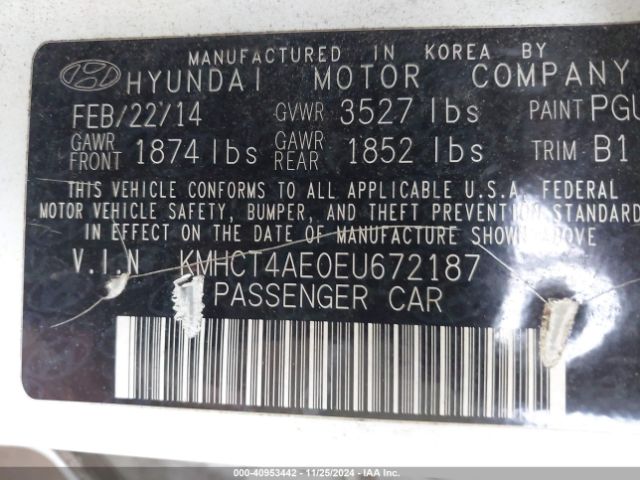 MANUFACTURED IN KOREA BY
HYUNDAI MOTOR COMPANY
FEB/22/14 GVWR 3527 lbs PAINT
GAWR FRONT 1874 lbs GAWR REAR 1852 lbs TRIM B1
THIS VEHICLE CONFORMS TO ALL APPLICABLE U.S.A. FEDERAL
MOTOR VEHICLE SAFETY, BUMPER, AND THEFT PREVENTION STANDARD
IN EFFECT ON THE DATE OF MANUFACTURE SHOWN ABOVE
V.I.N KMHCT4AE0EU672187
PASSENGER CAR
000-40953442 - 11/25/2024 - IAA Inc.